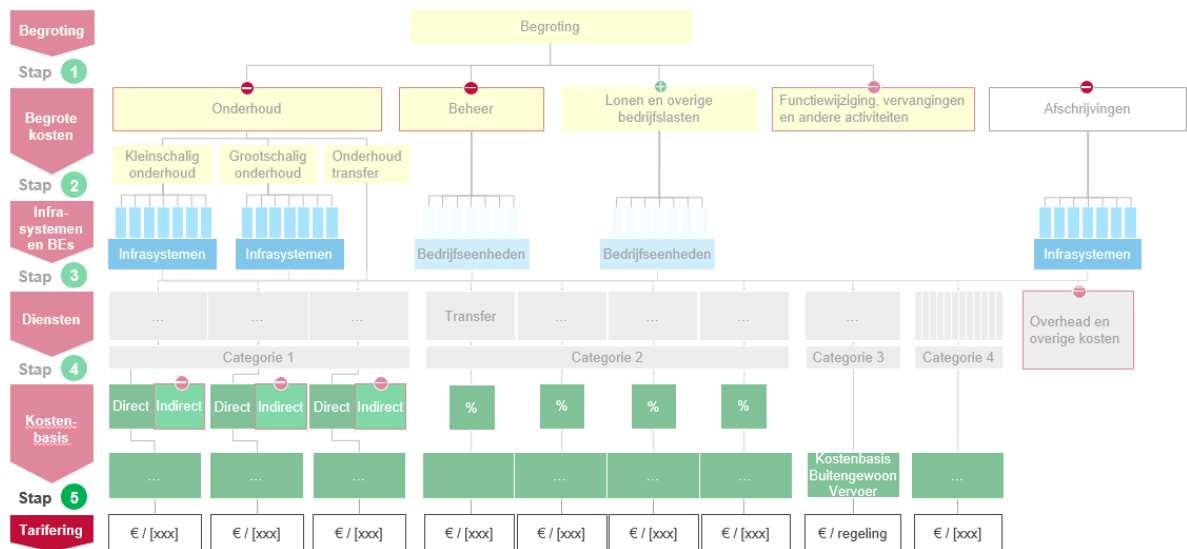 Begroting
Begroting
Stap 1
Begrote
kosten
Onderhoud
Beheer
Lonen en overige
bedrijfslasten
Functiewijziging, vervangingen
en andere activiteiten
Afschrijvingen
Kleinschalig
onderhoud
Grootschalig
onderhoud
Onderhoud
transfer
Stap 2
Infra-
systemen
en BEs
Infrasystemen
Infrasystemen
Bedrijfseenheden
Bedrijfseenheden
Infrasystemen
Stap 3
Diensten
...
...
...
Transfer
...
...
...
...
Overhead en
overige kosten
Categorie 1
Categorie 2
Categorie 3
Categorie 4
Stap 4
Kosten-
basis
Direct
Indirect
Direct
Indirect
Direct
Indirect
%
%
%
%
...
...
...
...
...
...
Kostenbasis
Buitengewoon
Vervoer
...
Stap 5
Tarifering
€ / [xxx]
€ / [xxx]
€ / [xxx]
€ / [xxx]
€ / [xxx]
€ / [xxx]
€ / [xxx]
€ / regeling
€ / [xxx]